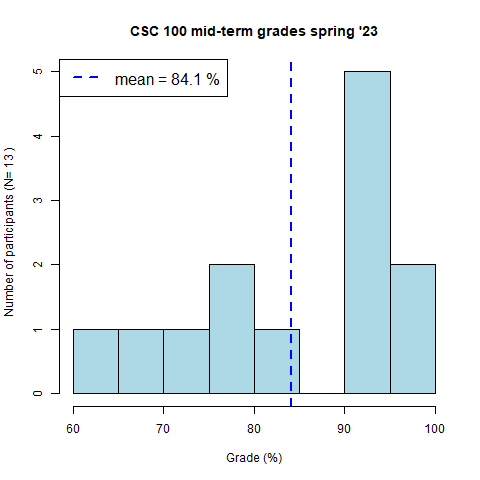 CSC 100 mid-term grades spring '23
mean = 84.1 %
Number of participants (N= 13 )
5
4
3
2
1
0
60 70 80 90 100
Grade (%)